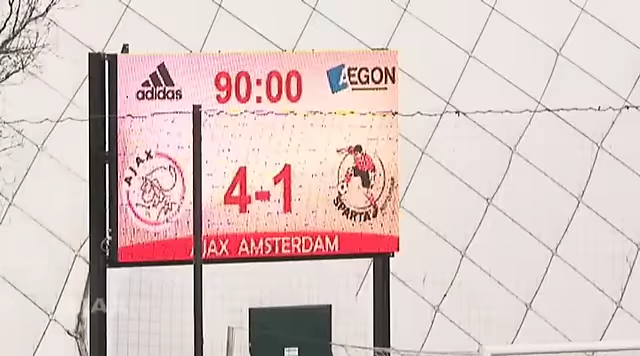 adidas
90:00
AEGON
AJAX
4-1
SPARTA
AJAX AMSTERDAM